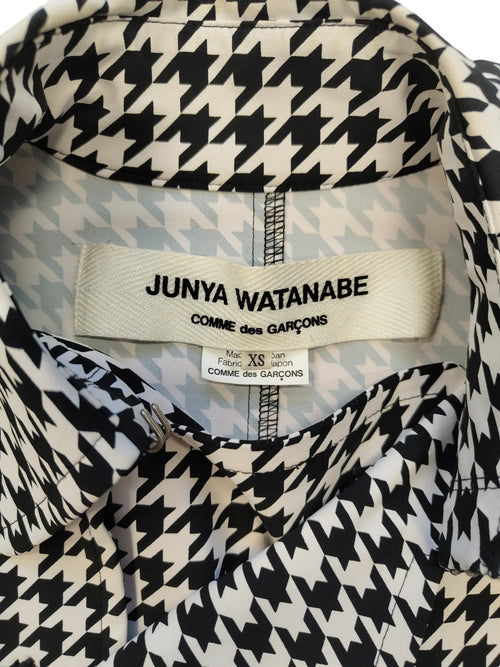 JUNYA WATANABE
COMME des GARÇONS
XS
COMME des GARÇONS